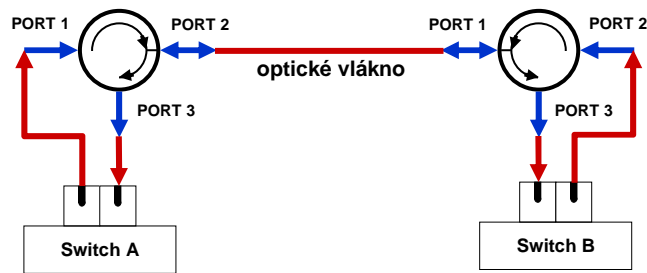 PORT 1
PORT 2
PORT 1
PORT 2
optické vlákno
PORT 3
PORT 3
Switch A
Switch B